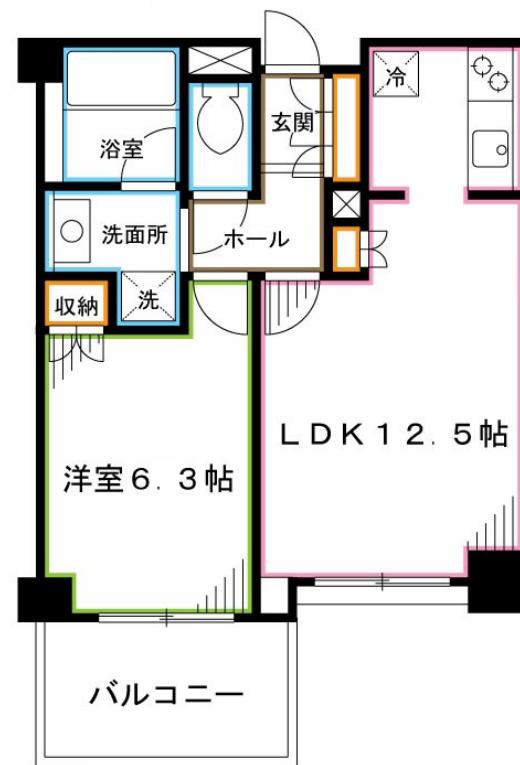 冷
玄関
浴室
洗面所
ホール
収納
洗
LDK12.5帖
洋室6.3帖
バルコニー